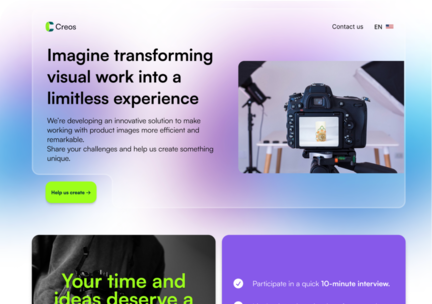 Creos
Contact us
EN
Imagine transforming
visual work into a
limitless experience
We're developing an innovative solution to make
working with product images more efficient and
remarkable.
Share your challenges and help us create something
unique.
Help us create →
Your time and
ideas deserve a
Participate in a quick 10-minute interview.